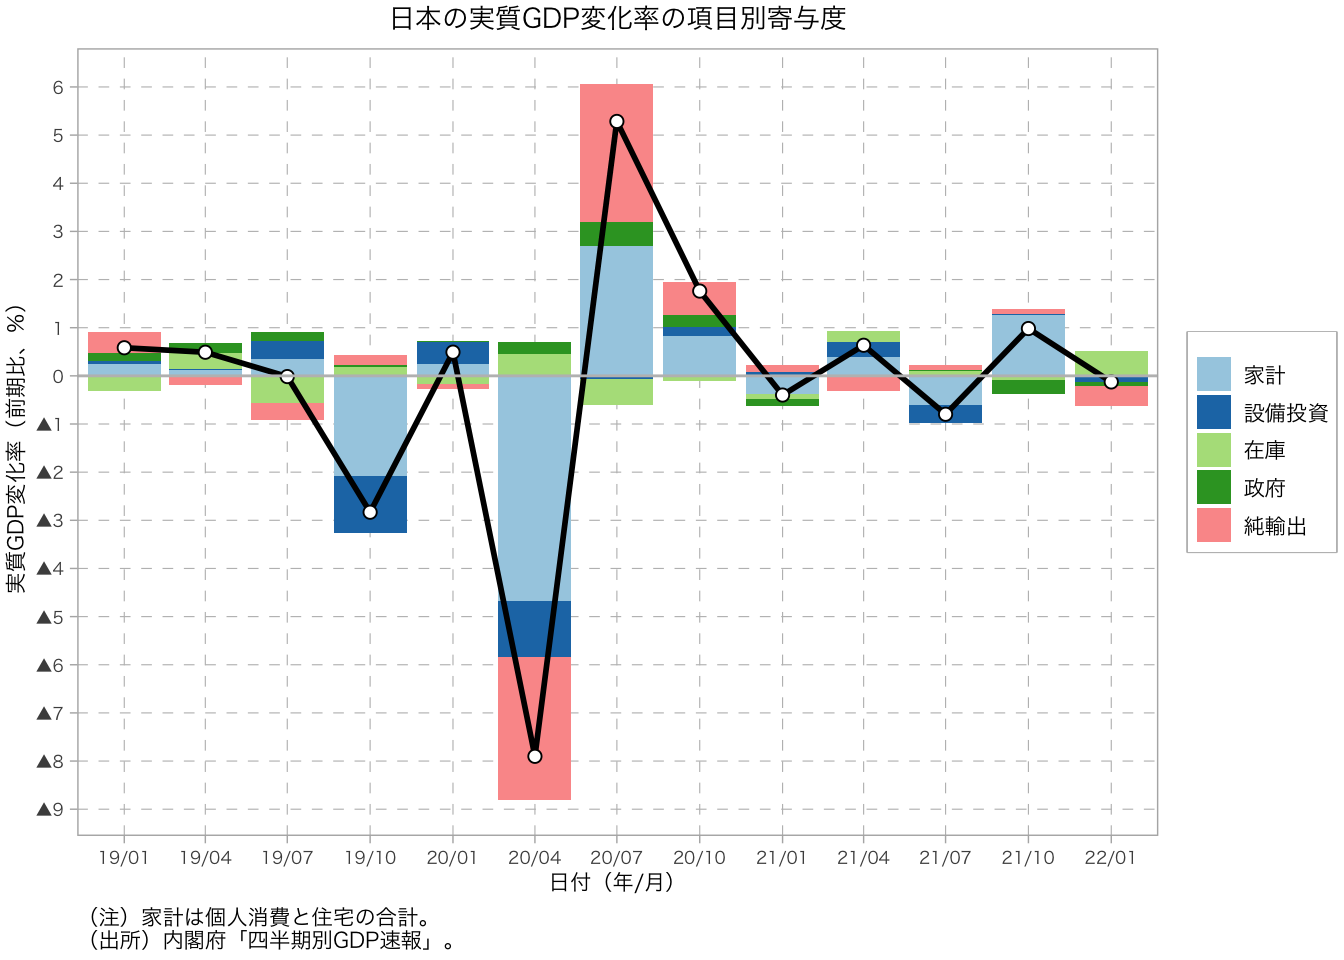 日本の実質GDP変化率の項目別寄与度
実質GDP変化率（前期比、%）
6
5
4
3
2
1
0
▲1
▲2
▲3
▲4
▲5
▲6
▲7
▲8
▲9
19/01 19/04 19/07 19/10 20/01 20/04 20/07 20/10 21/01 21/04 21/07 21/10 22/01
日付（年/月）
家計
設備投資
在庫
政府
純輸出
（注）家計は個人消費と住宅の合計。
（出所）内閣府「四半期別GDP速報」。